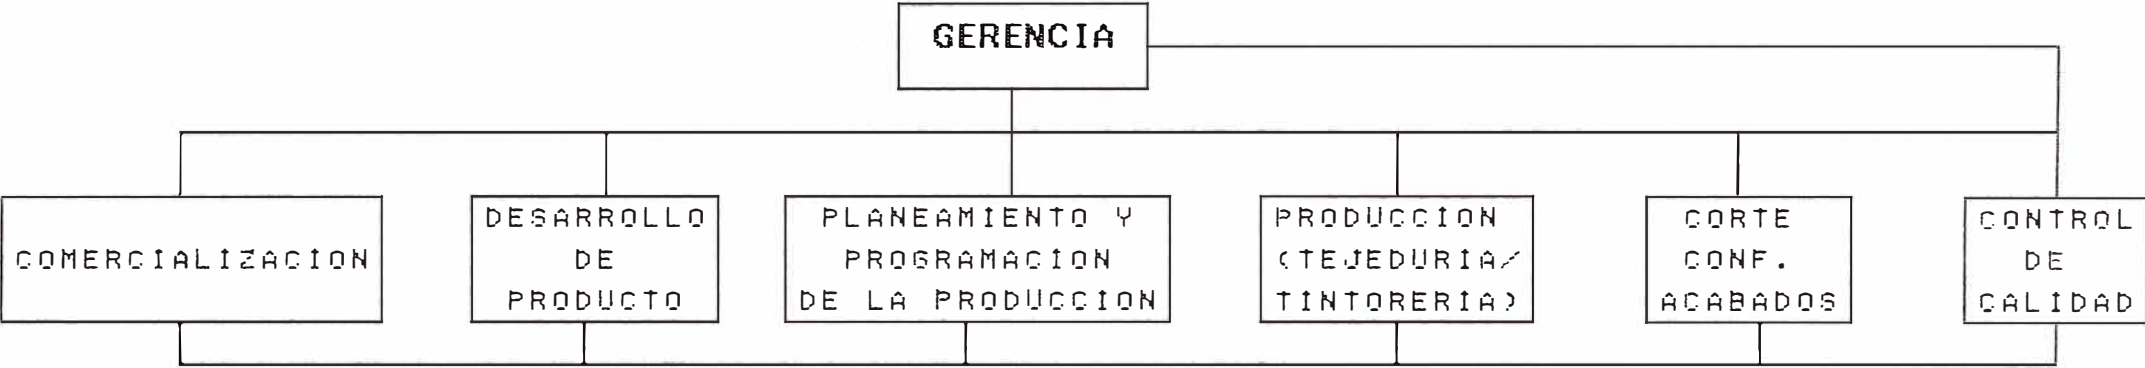 GERENCIA
COMERCIALIZACION
DESARROLLO
DE
PRODUCTO
PLANEAMIENTO Y
PROGRAMACION
DE LA PRODUCCION
PRODUCCION
(TEJEDURIA/
TINTORERIA)
CORTE
CONF.
ACABADOS
CONTROL
DE
CALIDAD